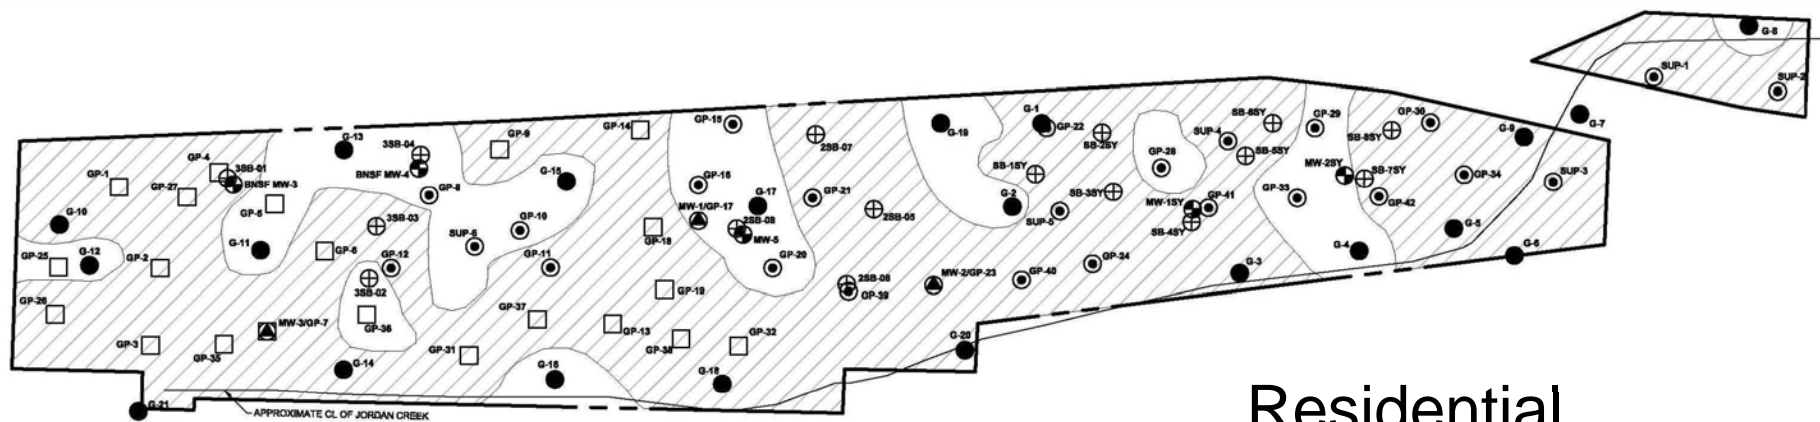 G-8
SUP-1
SUP-2
G-7
G-9
GP-30
SB-8SY
GP-29
SB-6SY
SUP-4
SB-5SY
GP-28
G-1
GP-22
SB-2SY
G-19
GP-15
2SB-07
GP-14
GP-9
G-13
3SB-04
BNSF MW-4
GP-4
3SB-01
BNSF MW-3
GP-1
GP-27
GP-5
GP-8
G-15
GP-16
G-17
GP-21
2SB-05
SB-1SY
G-2
SB-3SY
SUP-5
MW-1SY
GP-41
SB-4SY
GP-33
MW-2SY
SB-7SY
GP-42
GP-34
SUP-3
G-10
G-12
GP-25
GP-2
G-11
GP-6
3SB-03
GP-12
SUP-6
GP-10
GP-11
GP-18
MW-1/GP-17
2SB-08
MW-5
GP-20
G-5
G-6
G-4
G-3
GP-24
GP-40
MW-2/GP-23
2SB-06
GP-39
GP-26
3SB-02
GP-36
GP-19
GP-37
GP-13
GP-38
GP-32
GP-3
GP-35
MW-3/GP-7
GP-31
G-20
G-14
G-16
G-18
G-21
APPROXIMATE CL OF JORDAN CREEK
Residential